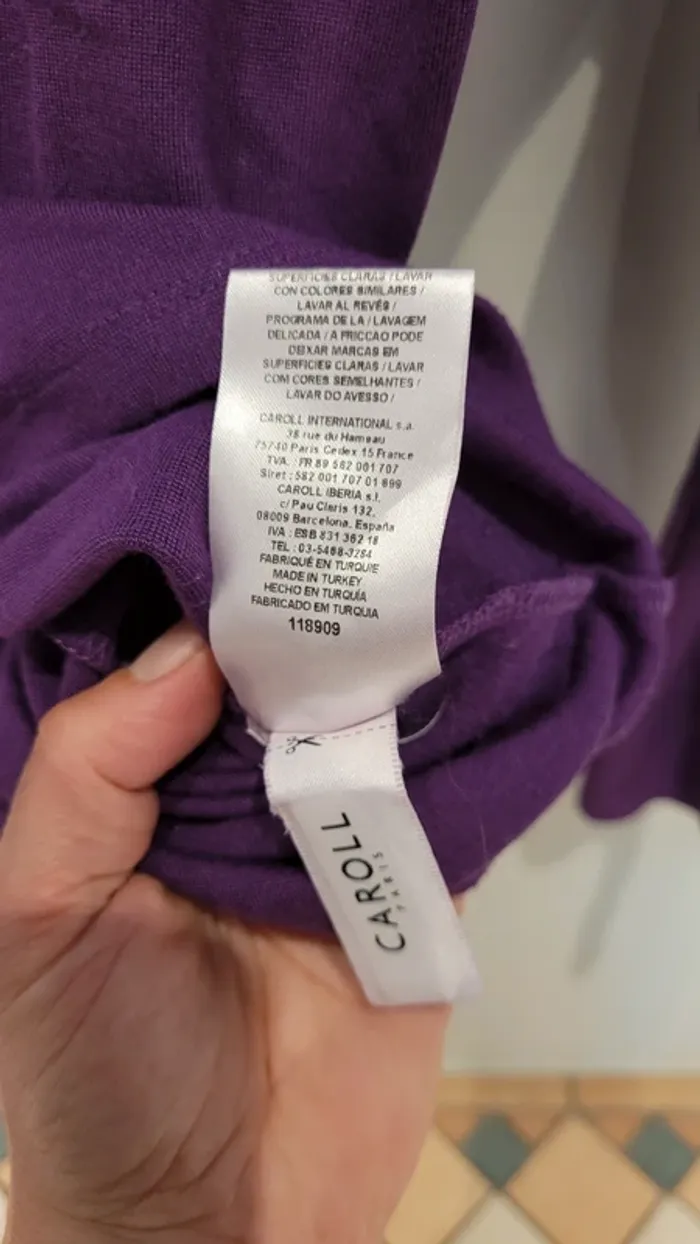 SUPERFICIES CLARAS / LAVAR
CON COLORES SIMILARES /
LAVAR AL REVÉS /
PROGRAMA DE LA / LAVAGEM
DELICADA / A FRICCAO PODE
DEIXAR MARCAS EM
SUPERFICIES CLARAS / LAVAR
COM CORES SEMELHANTES /
LAVAR DO AVESSO /
CAROLL INTERNATIONAL s.a.
38 rue du Hameau
75740 Paris Cedex 15 France
TVA. : FR 89 582 001 707
Siret : 582 001 707 01 899
CAROLL IBERIA s.l.
c/ Pau Claris 132,
08009 Barcelona, España
IVA : ESB 831 362 18
TEL : 03-5468-3264
FABRIQUÉ EN TURQUIE
MADE IN TURKEY
HECHO EN TURQUÍA
FABRICADO EM TURQUIA
118909
CAROLL
PARIS